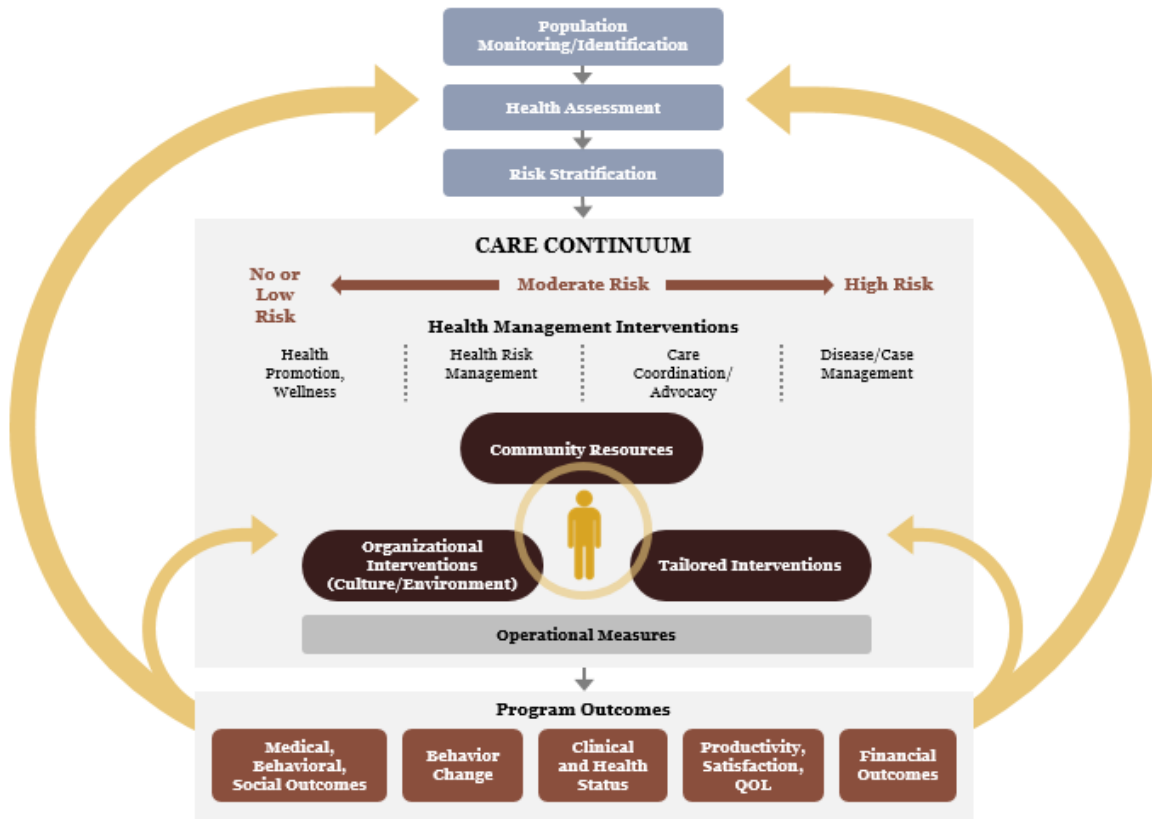 Population
Monitoring/Identification
Health Assessment
Risk Stratification
CARE CONTINUUM
No or
Low
Risk
Moderate Risk
High Risk
Health Management Interventions
Health
Promotion,
Wellness
Health Risk
Management
Care
Coordination/
Advocacy
Disease/Case
Management
Community Resources
Organizational
Interventions
(Culture/Environment)
Tailored Interventions
Operational Measures
Program Outcomes
Medical,
Behavioral,
Social Outcomes
Behavior
Change
Clinical
and Health
Status
Productivity,
Satisfaction,
QOL
Financial
Outcomes